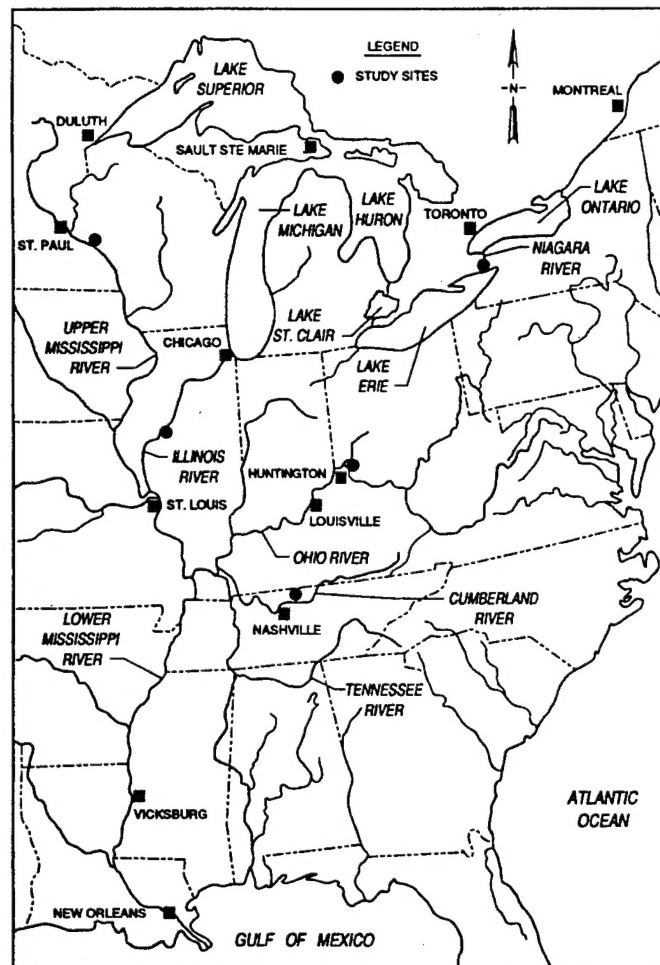 LEGEND
STUDY SITES
-N-
LAKE
SUPERIOR
MONTREAL
DULUTH
SAULT STE MARIE
LAKE
MICHIGAN
LAKE
HURON
TORONTO
LAKE
ONTARIO
ST. PAUL
NIAGARA
RIVER
UPPER
MISSISSIPPI
RIVER
CHICAGO
LAKE
ST. CLAIR
LAKE
ERIE
ILLINOIS
RIVER
HUNTINGTON
ST. LOUIS
LOUISVILLE
OHIO RIVER
CUMBERLAND
RIVER
LOWER
MISSISSIPPI
RIVER
NASHVILLE
TENNESSEE
RIVER
VICKSBURG
ATLANTIC
OCEAN
NEW ORLEANS
GULF OF MEXICO